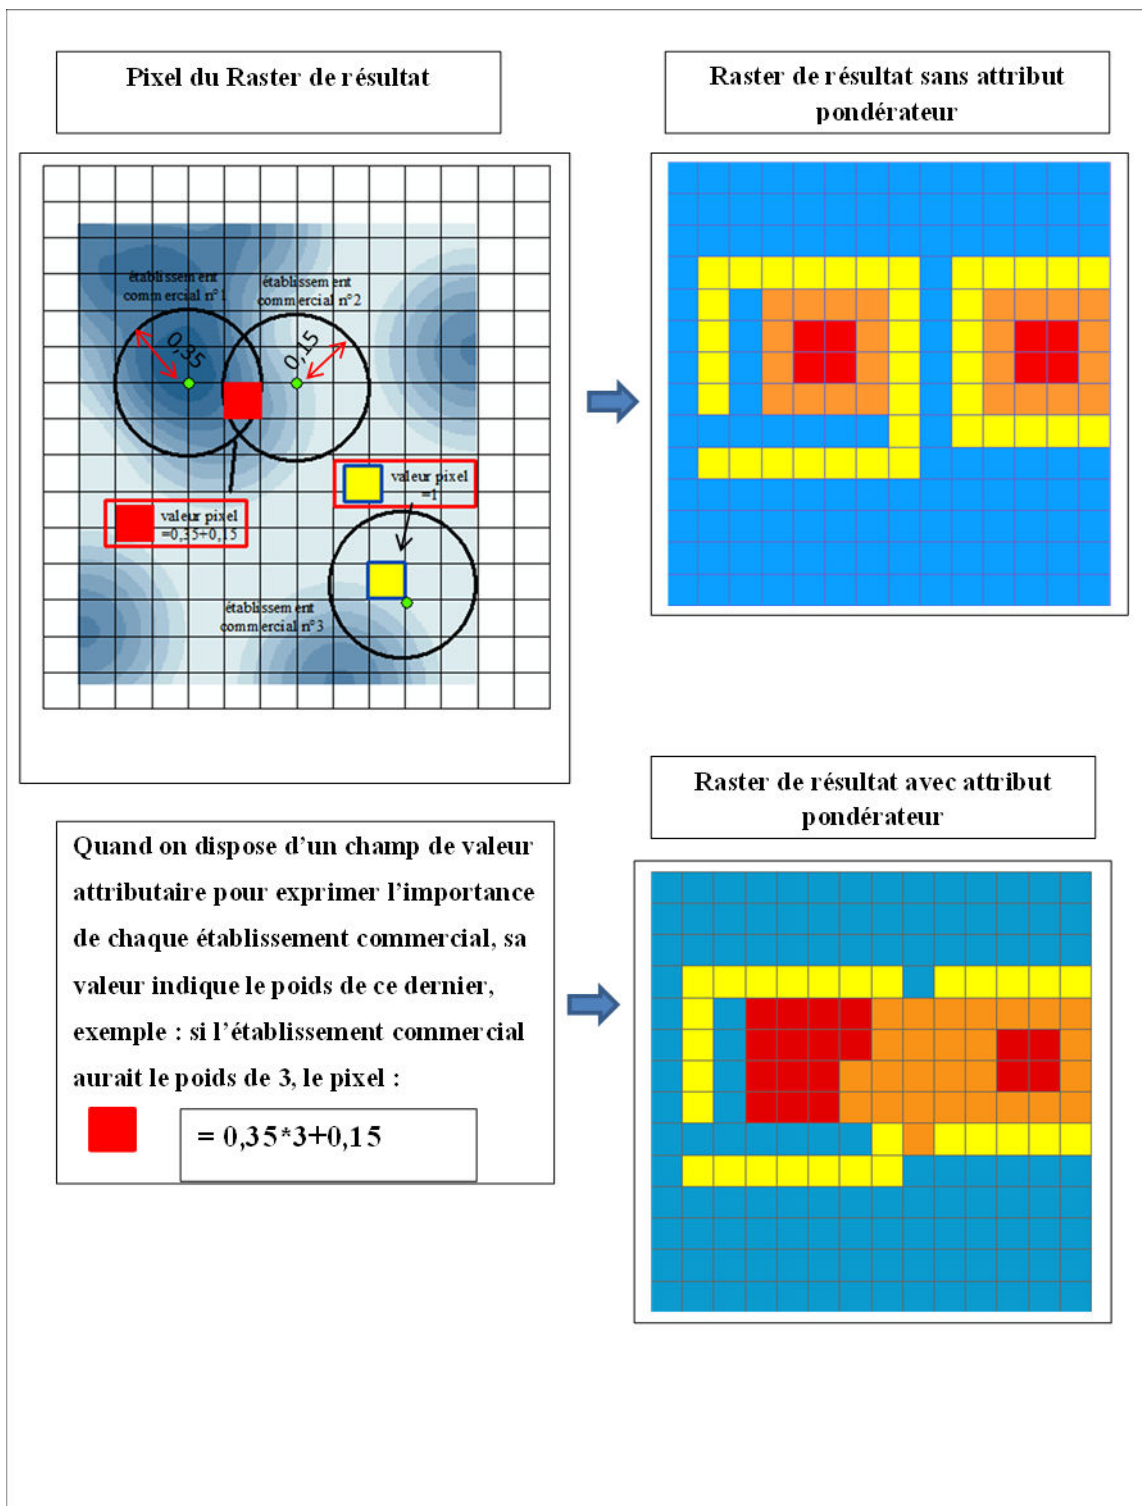 Pixel du Raster de résultat
Raster de résultat sans attribut
pondérateur
établissement
commercial n°1
établissement
commercial n°2
0,35
0,15
valeur pixel
=1
valeur pixel
=0,35+0,15
établissement
commercial n°3
Raster de résultat avec attribut
pondérateur
Quand on dispose d’un champ de valeur
attributaire pour exprimer l’importance
de chaque établissement commercial, sa
valeur indique le poids de ce dernier,
exemple : si l’établissement commercial
aurait le poids de 3, le pixel :
= 0,35*3+0,15